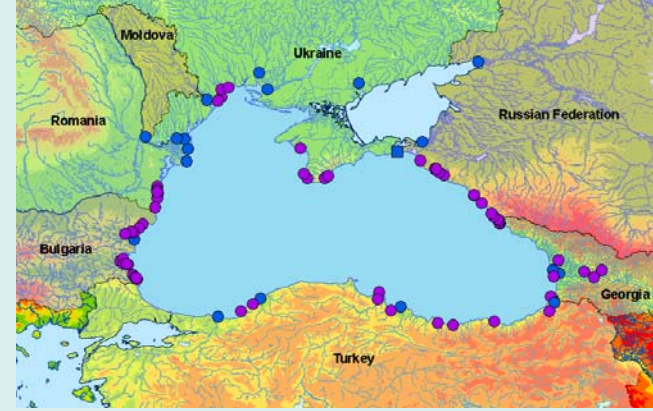 Moldova
Ukraine
Romania
Russian Federation
Bulgaria
Georgia
Turkey